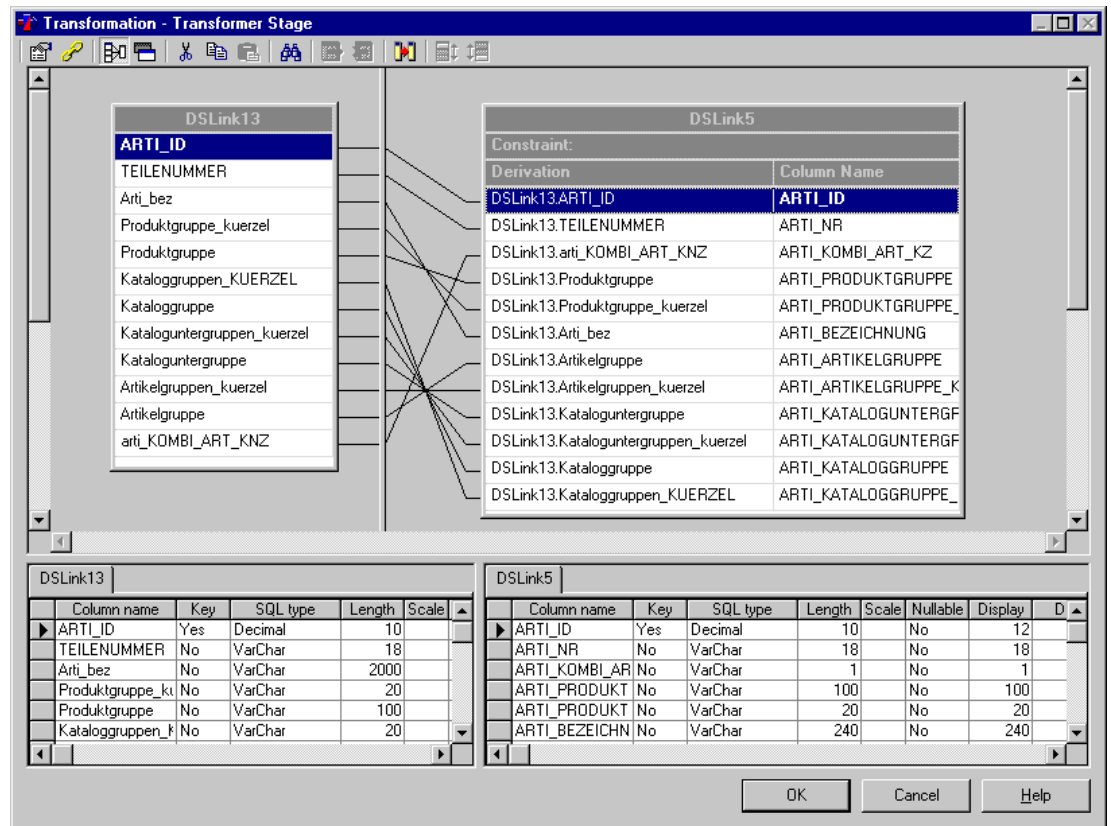 Transformation - Transformer Stage
DSLink13
ARTI_ID
TEILENUMMER
Arti_bez
Produktgruppe_kuerzel
Produktgruppe
Kataloggruppen_KUERZEL
Kataloggruppe
Kataloguntergruppen_kuerzel
Kataloguntergruppe
Artikelgruppen_kuerzel
Artikelgruppe
arti_KOMBI_ART_KNZ
DSLink5
Constraint:
Derivation Column Name
DSLink13.ARTI_ID ARTI_ID
DSLink13.TEILENUMMER ARTI_NR
DSLink13.arti_KOMBI_ART_KNZ ARTI_KOMBI_ART_KZ
DSLink13.Produktgruppe ARTI_PRODUKTGRUPPE
DSLink13.Produktgruppe_kuerzel ARTI_PRODUKTGRUPPE_
DSLink13.Arti_bez ARTI_BEZEICHNUNG
DSLink13.Artikelgruppe ARTI_ARTIKELGRUPPE
DSLink13.Artikelgruppen_kuerzel ARTI_ARTIKELGRUPPE_K
DSLink13.Kataloguntergruppe ARTI_KATALOGUNTERGF
DSLink13.Kataloguntergruppen_kuerzel ARTI_KATALOGUNTERGF
DSLink13.Kataloggruppe ARTI_KATALOGGRUPPE
DSLink13.Kataloggruppen_KUERZEL ARTI_KATALOGGRUPPE_
DSLink13
Column name Key SQL type Length Scale
ARTI_ID Yes Decimal 10
TEILENUMMER No VarChar 18
Arti_bez No VarChar 2000
Produktgruppe_ku No VarChar 20
Produktgruppe No VarChar 100
Kataloggruppen_K No VarChar 20
DSLink5
Column name Key SQL type Length Scale Nullable Display D
ARTI_ID Yes Decimal 10 No 12
ARTI_NR No VarChar 18 No 18
ARTI_KOMBI_AR No VarChar 1 No 1
ARTI_PRODUKT No VarChar 100 No 100
ARTI_PRODUKT No VarChar 20 No 20
ARTI_BEZEICHN No VarChar 240 No 240
OK Cancel Help